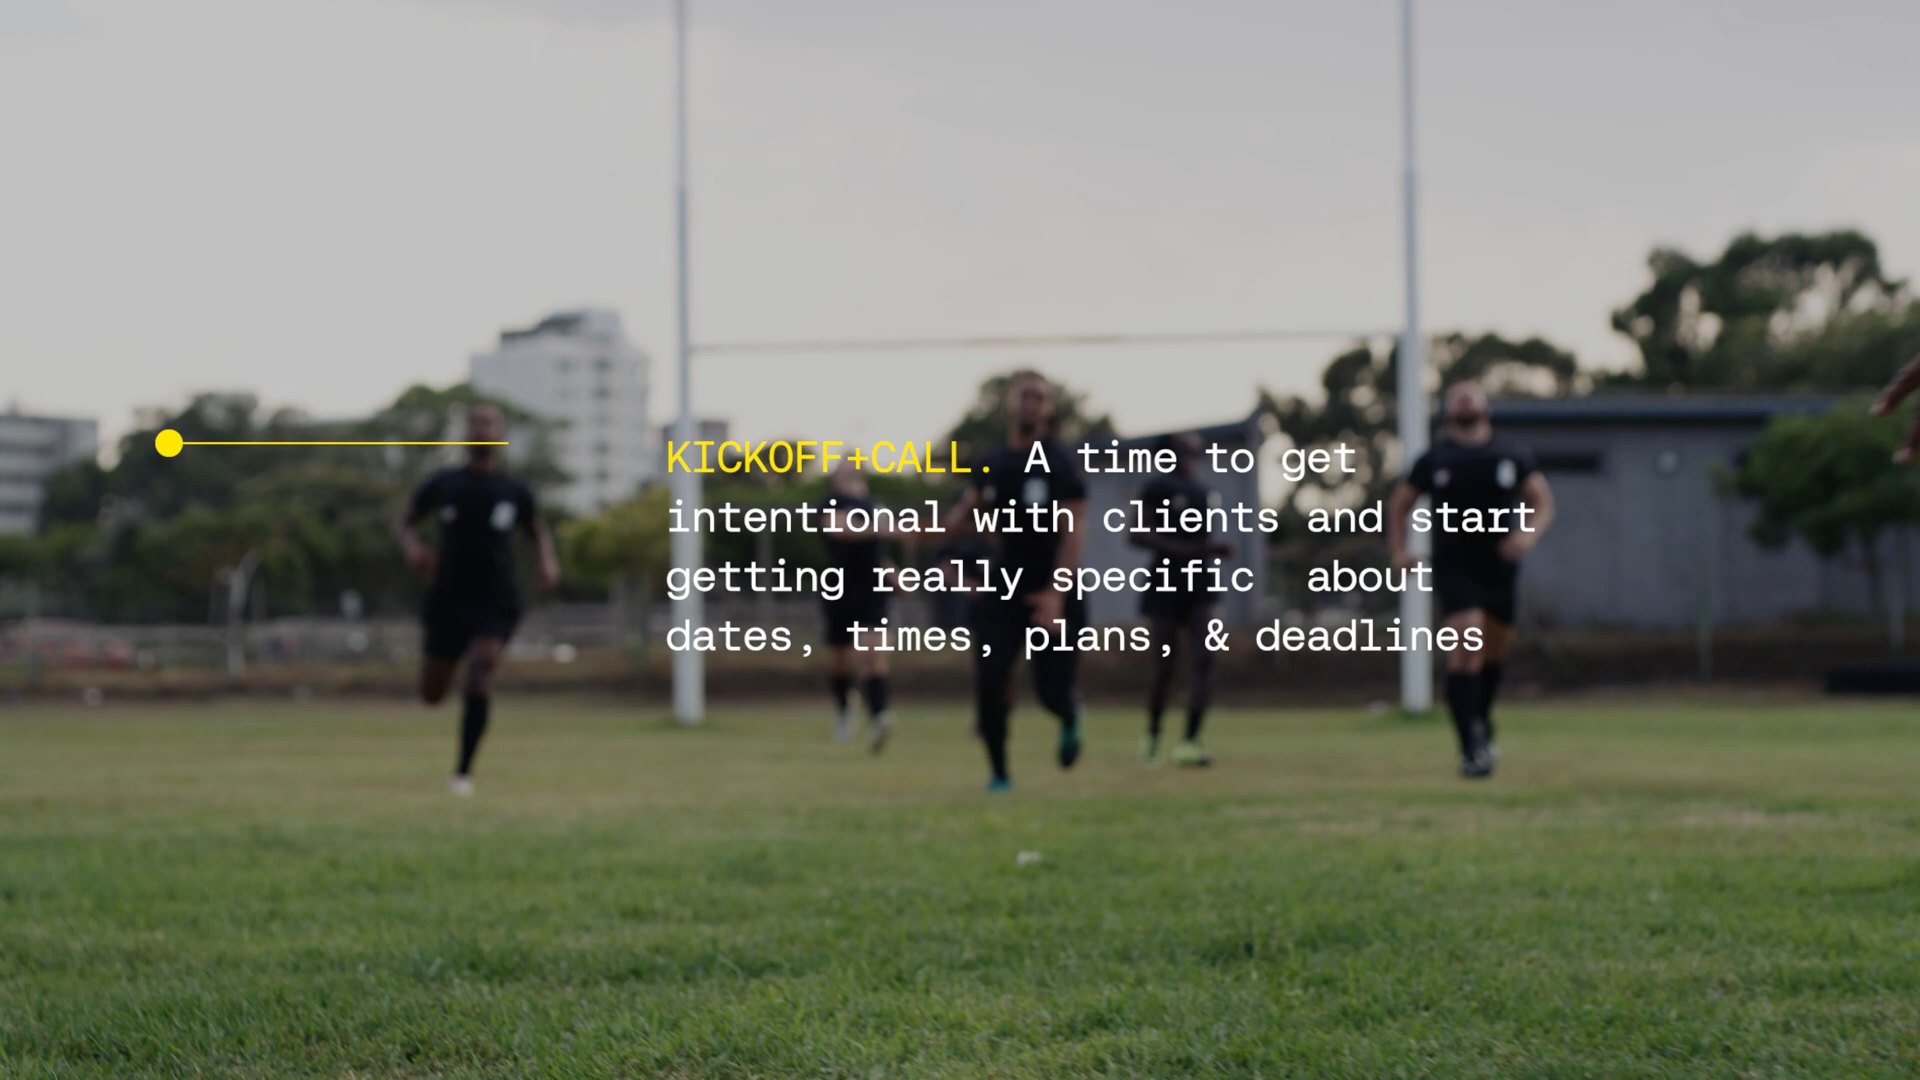 KICKOFF+CALL. A time to get
intentional with clients and start
getting really specific  about
dates, times, plans, & deadlines